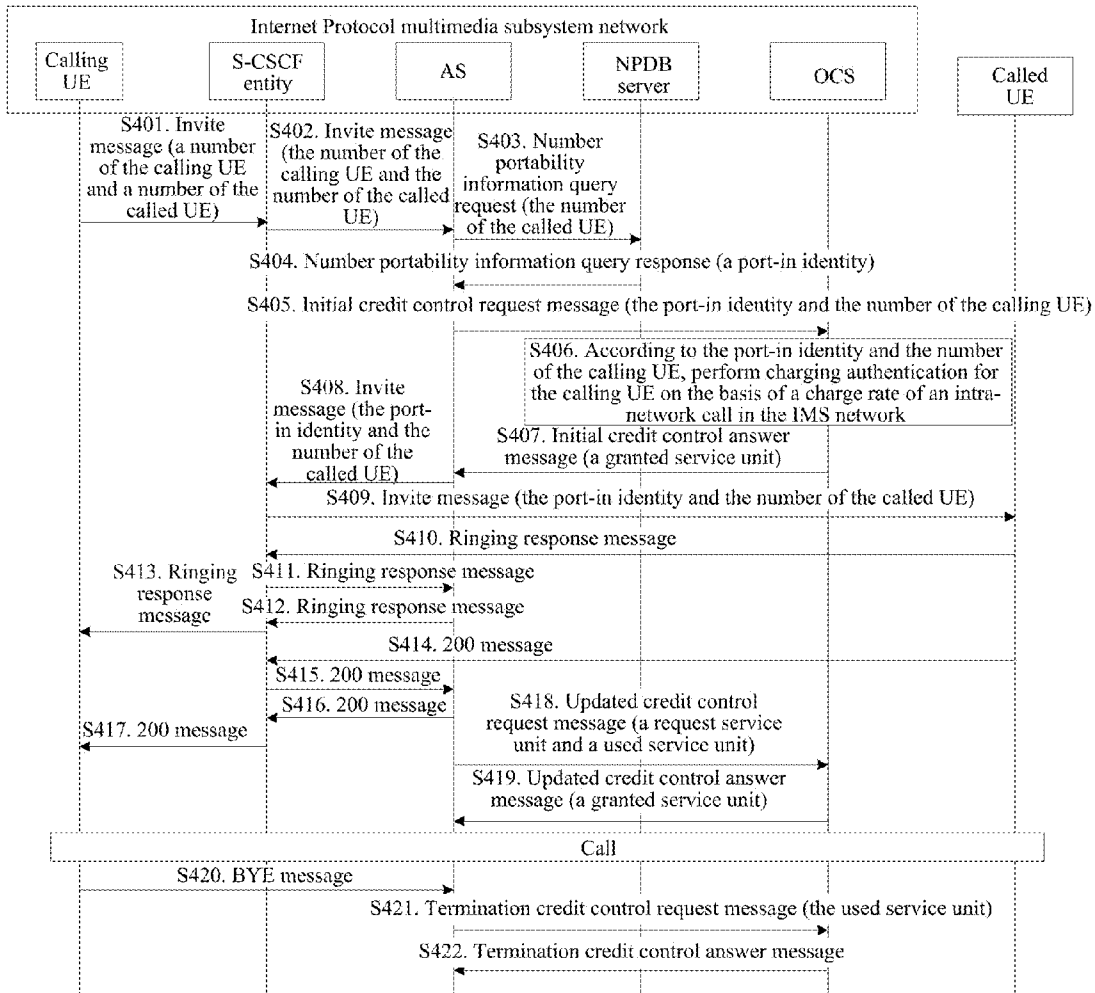 Internet Protocol multimedia subsystem network
Calling
UE
S-CSCF
entity
AS
NPDB
server
OCS
Called
UE
S401. Invite
message (a number
of the calling UE
and a number of the
called UE)
S402. Invite message
(the number of the
calling UE and the
number of the called
UE)
S403. Number
portability
information query
request (the number
of the called UE)
S404. Number portability information query response (a port-in identity)
S405. Initial credit control request message (the port-in identity and the number of the calling UE)
S406. According to the port-in identity and the number
of the calling UE, perform charging authentication for
the calling UE on the basis of a charge rate of an intra-
network call in the IMS network
S407. Initial credit control answer
message (a granted service unit)
S408. Invite
message (the port-
in identity and the
number of the
called UE)
S409. Invite message (the port-in identity and the number of the called UE)
S410. Ringing response message
S411. Ringing response message
S412. Ringing response message
S413. Ringing
response
message
S414. 200 message
S415. 200 message
S416. 200 message
S417. 200 message
S418. Updated credit control
request message (a request service
unit and a used service unit)
S419. Updated credit control answer
message (a granted service unit)
Call
S420. BYE message
S421. Termination credit control request message (the used service unit)
S422. Termination credit control answer message